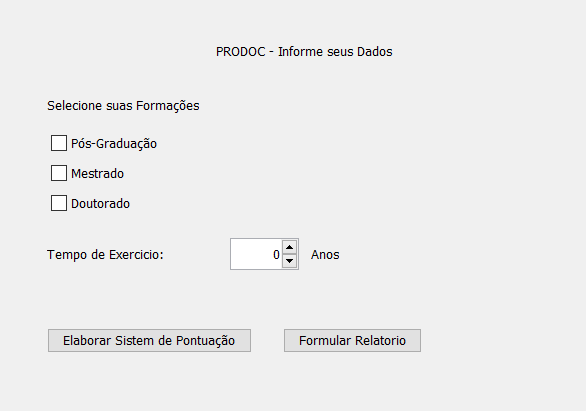 PRODOC - Informe seus Dados
Selecione suas Formações
Pós-Graduação
Mestrado
Doutorado
Tempo de Exercicio: 0 Anos
Elaborar Sistem de Pontuação Formular Relatorio